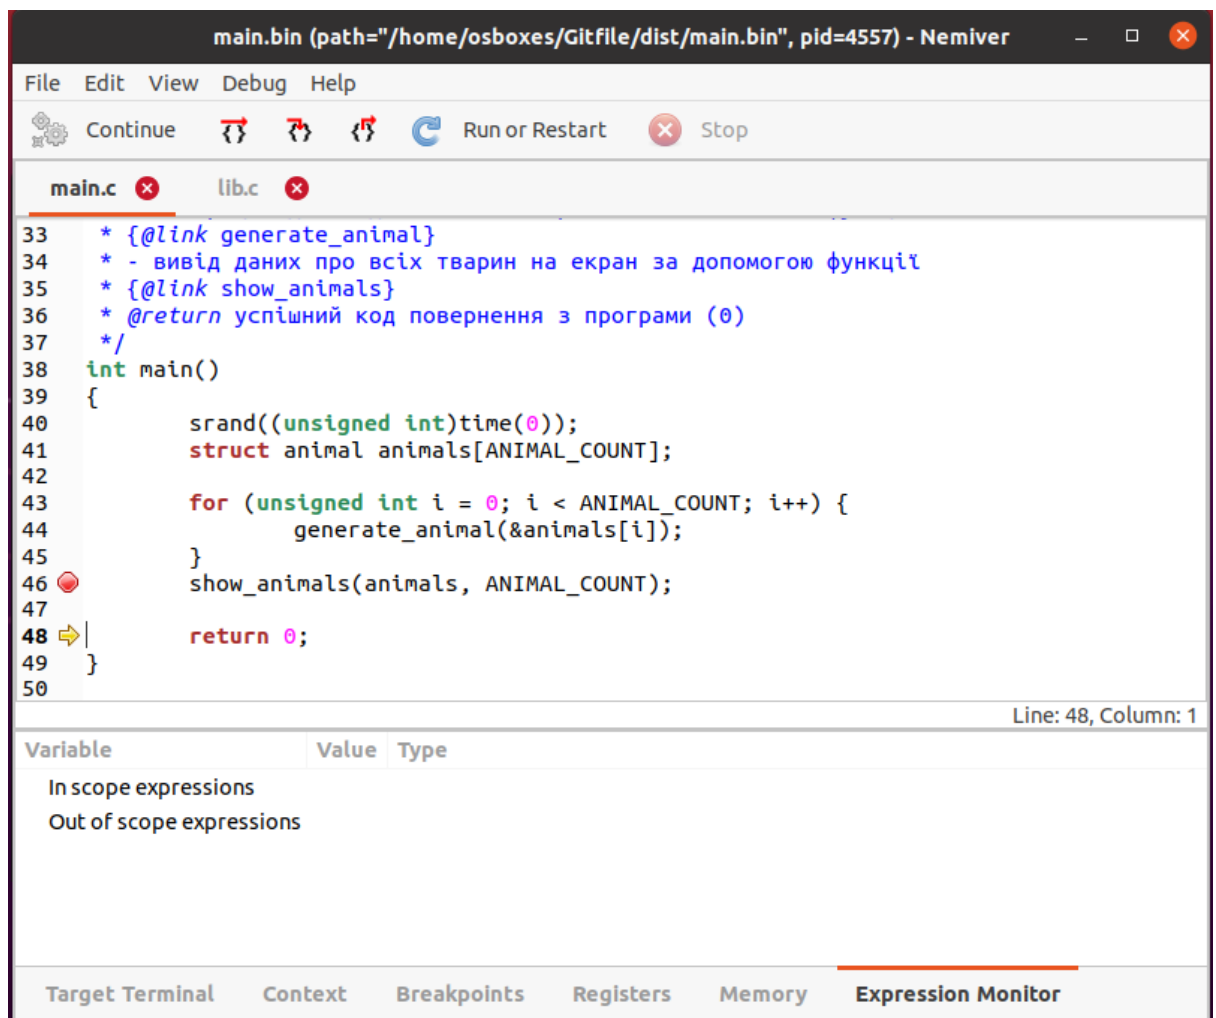 main.bin (path="/home/osboxes/Gitfile/dist/main.bin", pid=4557) - Nemiver
File Edit View Debug Help
Continue Run or Restart Stop
main.c lib.c
33 * {@link generate_animal}
34 * - вивід даних про всіх тварин на екран за допомогою функції
35 * {@link show_animals}
36 * @return успішний код повернення з програми (0)
37 */
38 int main()
39 {
40 srand((unsigned int)time(0));
41 struct animal animals[ANIMAL_COUNT];
42
43 for (unsigned int i = 0; i < ANIMAL_COUNT; i++) {
44 generate_animal(&animals[i]);
45 }
46 show_animals(animals, ANIMAL_COUNT);
47
48 return 0;
49 }
50
Line: 48, Column: 1
Variable Value Type
In scope expressions
Out of scope expressions
Target Terminal Context Breakpoints Registers Memory Expression Monitor